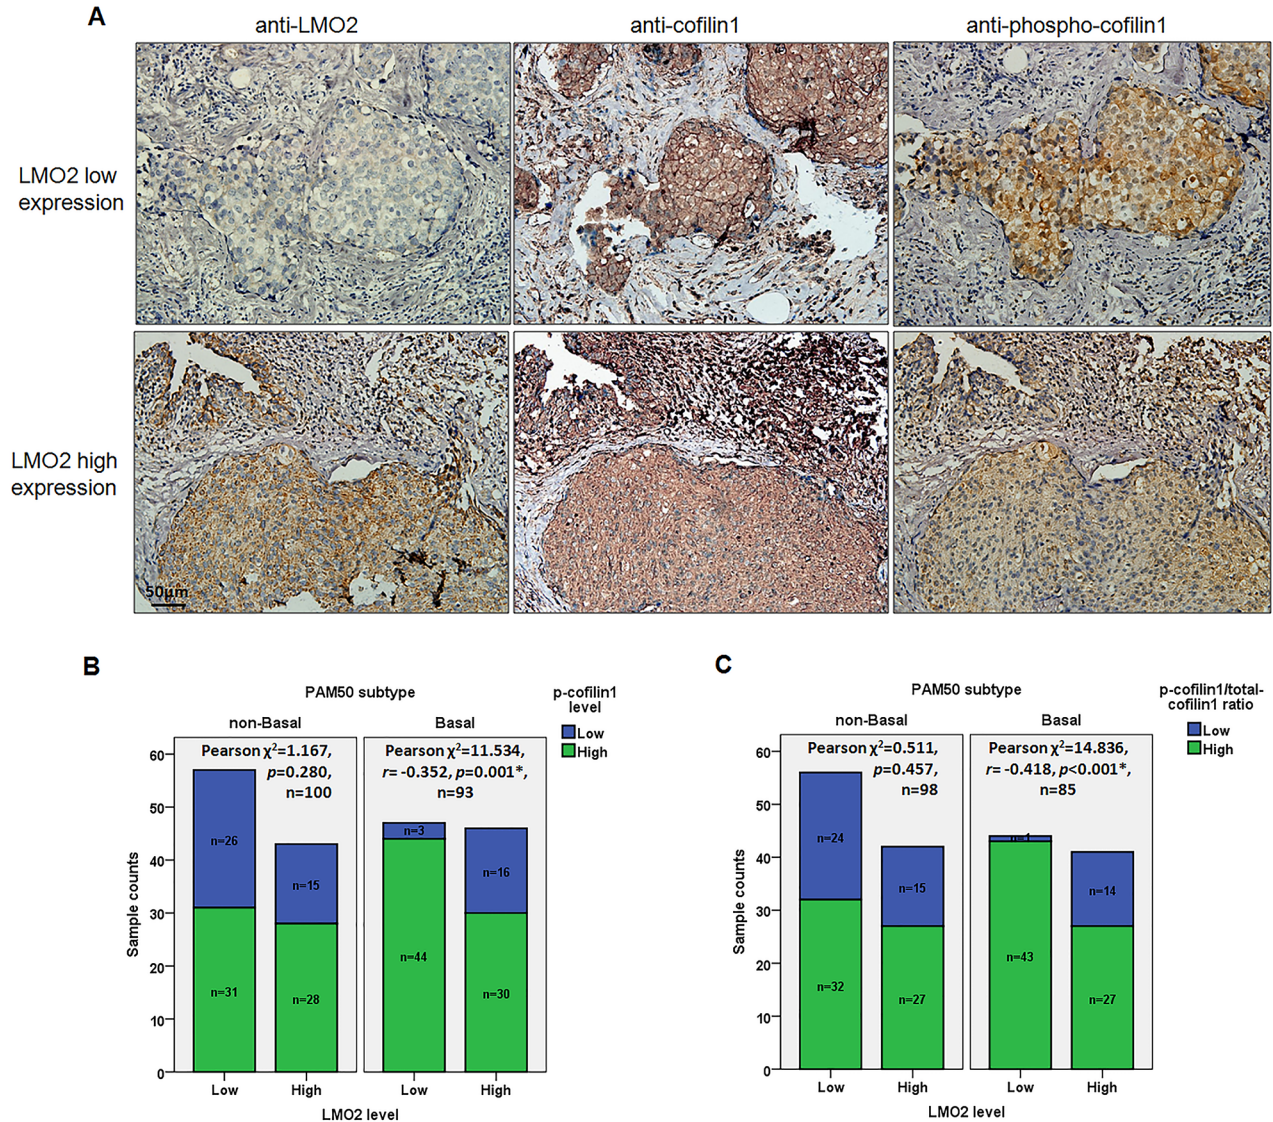 A
anti-LMO2
anti-cofilin1
anti-phospho-cofilin1
LMO2 low
expression
LMO2 high
expression
50μm
B
PAM50 subtype
non-Basal
Basal
p-cofilin1
level
Low
High
Pearson χ²=1.167,
p=0.280,
n=100
Pearson χ²=11.534,
r= -0.352, p=0.001*,
n=93
Sample counts
60
50
40
30
20
10
0
n=26
n=31
n=15
n=28
n=3
n=44
n=16
n=30
Low
High
Low
High
LMO2 level
C
PAM50 subtype
non-Basal
Basal
p-cofilin1/total-
cofilin1 ratio
Low
High
Pearson χ²=0.511,
p=0.457,
n=98
Pearson χ²=14.836,
r= -0.418, p<0.001*,
n=85
Sample counts
60
50
40
30
20
10
0
n=24
n=32
n=15
n=27
n=1
n=43
n=14
n=27
Low
High
Low
High
LMO2 level